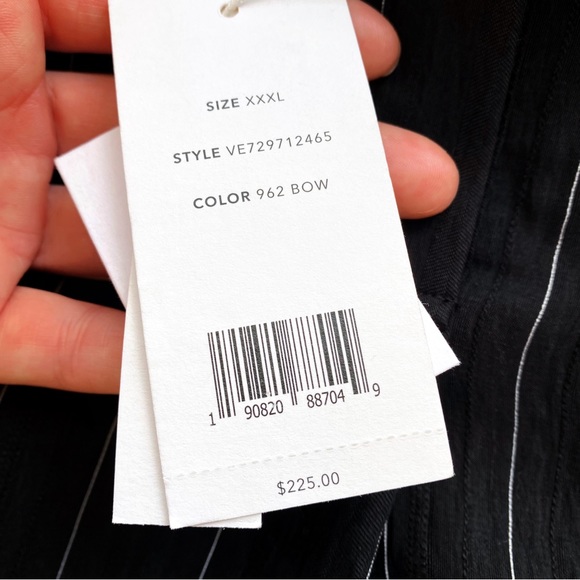 SIZE XXXL
STYLE VE729712465
COLOR 962 BOW
1 90820 88704 9
$225.00